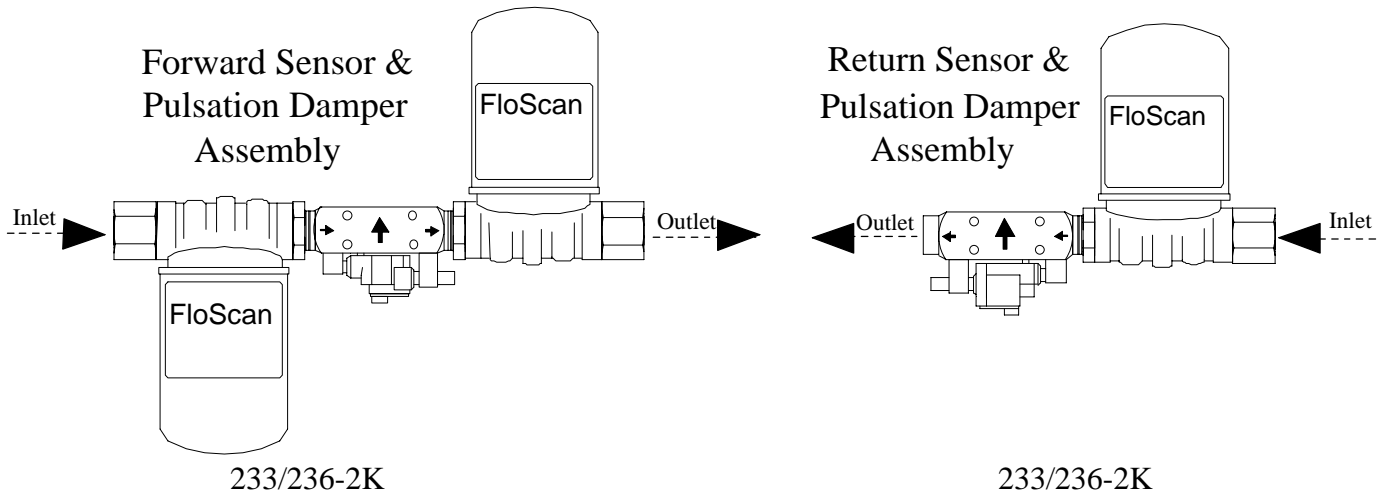 Forward Sensor &
Pulsation Damper
Assembly
FloScan
Inlet
Outlet
FloScan
233/236-2K
Return Sensor &
Pulsation Damper
Assembly
FloScan
Outlet
Inlet
233/236-2K